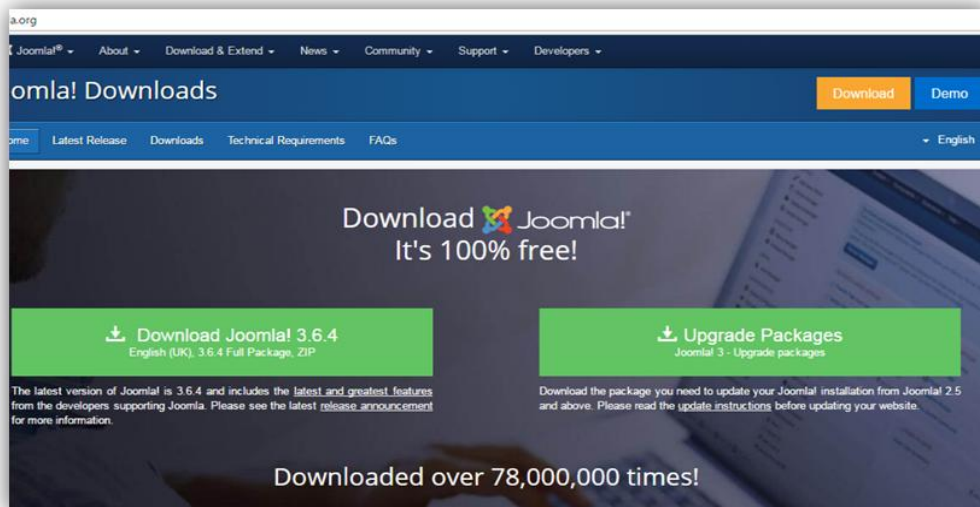 a.org
Joomla!® About Download & Extend News Community Support Developers
omla! Downloads
Download Demo
ome Latest Release Downloads Technical Requirements FAQs English
Download Joomla!®
It's 100% free!
Download Joomla! 3.6.4
English (UK), 3.6.4 Full Package, ZIP
The latest version of Joomla! is 3.6.4 and includes the latest and greatest features
from the developers supporting Joomla. Please see the latest release announcement
for more information.
Upgrade Packages
Joomla! 3 - Upgrade packages
Download the package you need to update your Joomla! installation from Joomla! 2.5
and above. Please read the update instructions before updating your website.
Downloaded over 78,000,000 times!